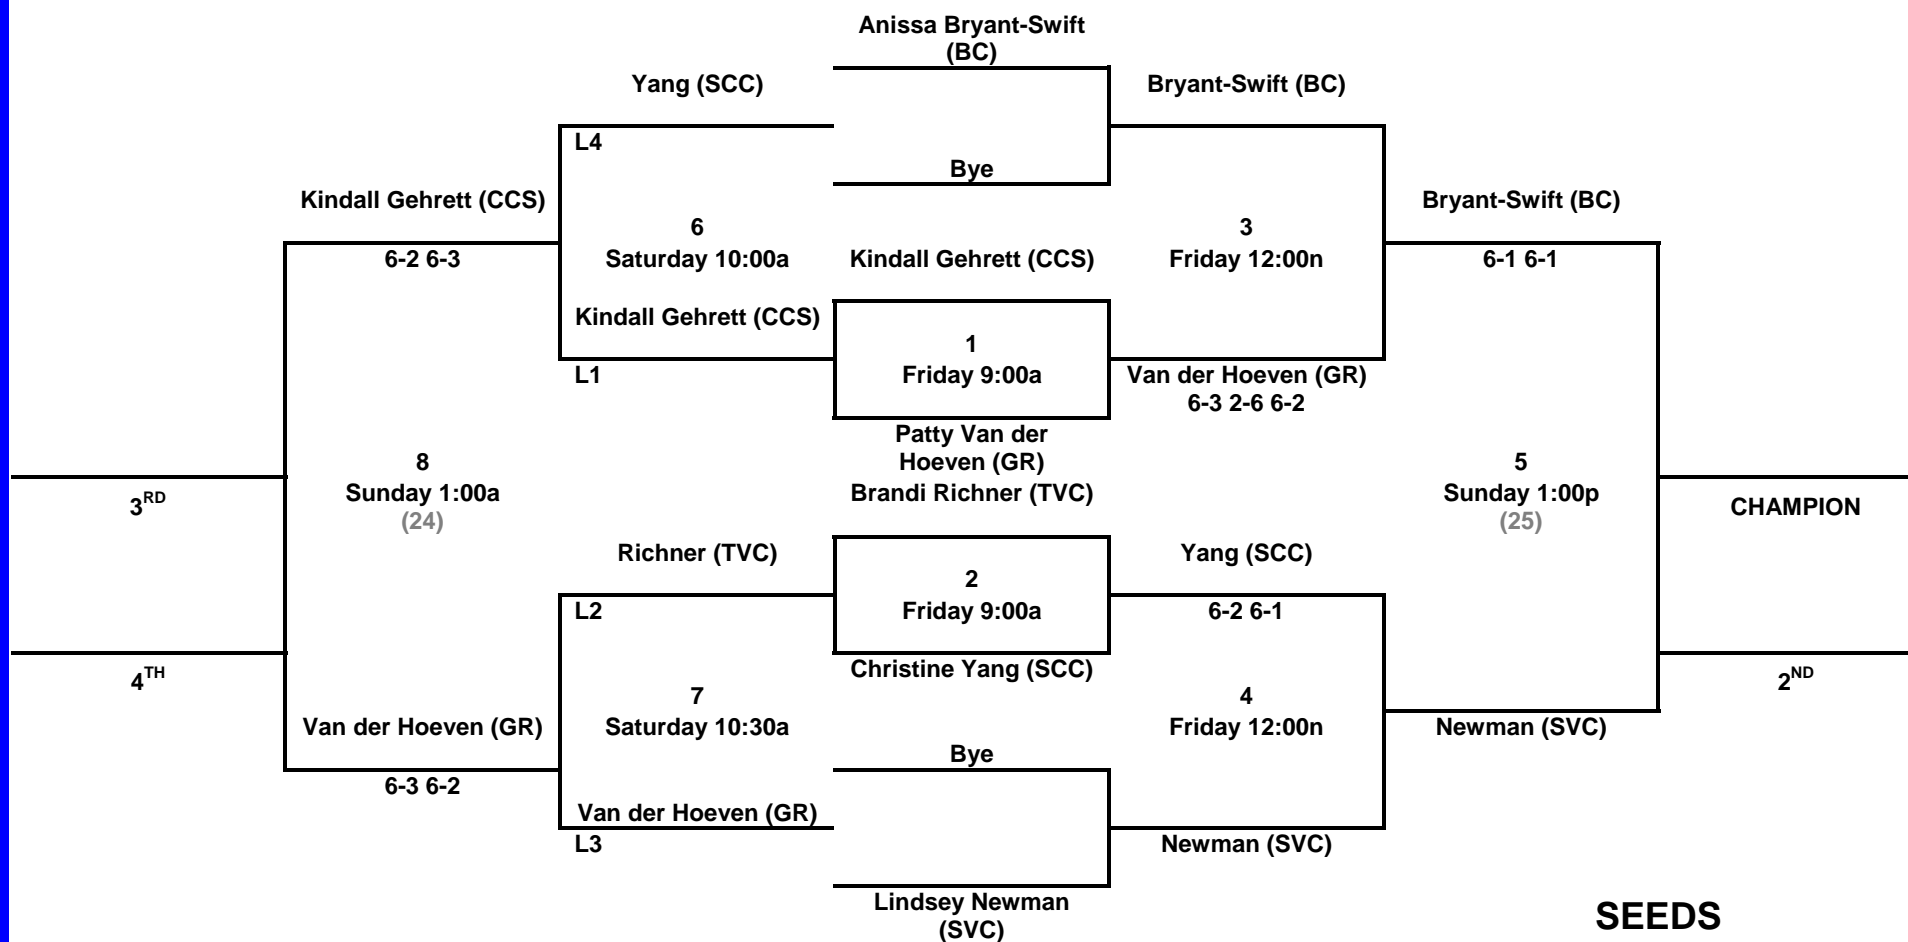 Anissa Bryant-Swift
(BC)
Yang (SCC)
Bryant-Swift (BC)
L4
Bye
Kindall Gehrett (CCS)
Bryant-Swift (BC)
6
3
6-2 6-3
Saturday 10:00a
Kindall Gehrett (CCS)
Friday 12:00n
6-1 6-1
Kindall Gehrett (CCS)
1
L1
Friday 9:00a
Van der Hoeven (GR)
6-3 2-6 6-2
Patty Van der
Hoeven (GR)
8
5
3RD
Sunday 1:00a
Brandi Richner (TVC)
Sunday 1:00p
CHAMPION
(24)
(25)
Richner (TVC)
Yang (SCC)
2
L2
Friday 9:00a
6-2 6-1
4TH
Christine Yang (SCC)
2ND
7
4
Van der Hoeven (GR)
Saturday 10:30a
Friday 12:00n
Newman (SVC)
Bye
6-3 6-2
Van der Hoeven (GR)
L3
Newman (SVC)
Lindsey Newman
(SVC)
SEEDS